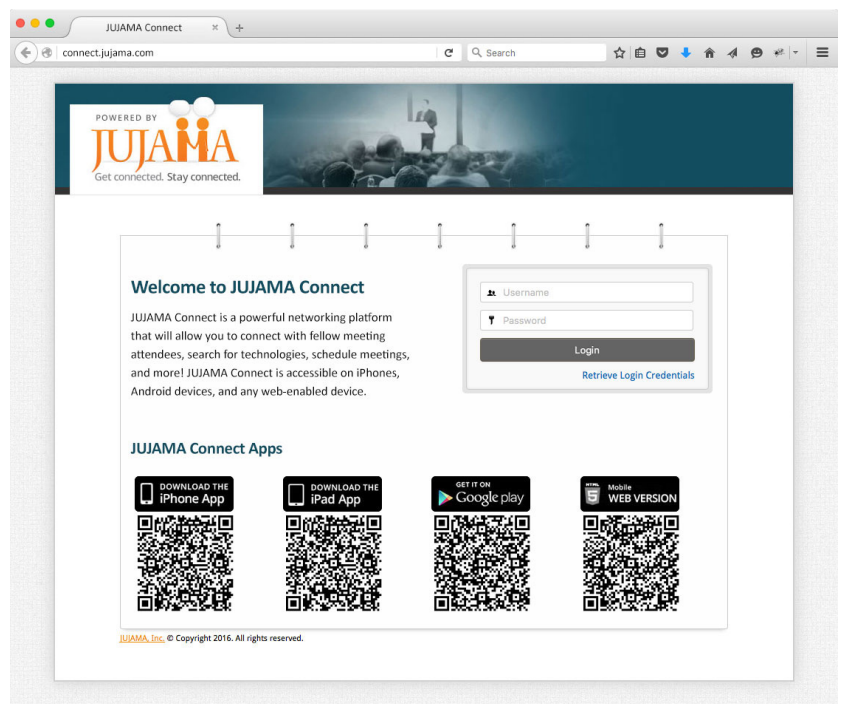 JUJAMA Connect
connect.jujama.com
Search
POWERED BY
JUJAMA
Get connected. Stay connected.
Welcome to JUJAMA Connect
JUJAMA Connect is a powerful networking platform
that will allow you to connect with fellow meeting
attendees, search for technologies, schedule meetings,
and more! JUJAMA Connect is accessible on iPhones,
Android devices, and any web-enabled device.
Username
Password
Login
Retrieve Login Credentials
JUJAMA Connect Apps
DOWNLOAD THE
iPhone App
DOWNLOAD THE
iPad App
GET IT ON
Google play
HTML
5
Mobile
WEB VERSION
JUJAMA, Inc. © Copyright 2016. All rights reserved.